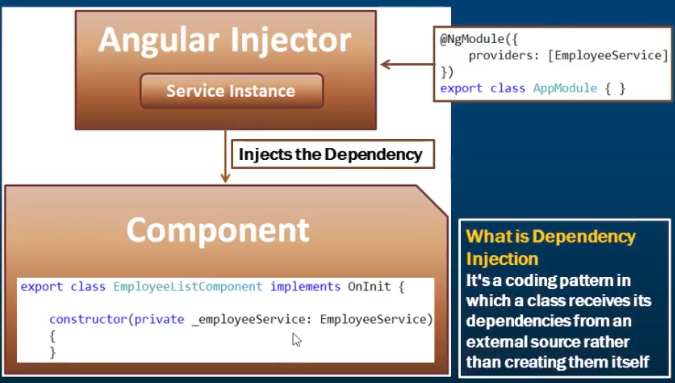 Angular Injector
Service Instance
@NgModule({
    providers: [EmployeeService]
})
export class AppModule { }
Injects the Dependency
Component
export class EmployeeListComponent implements OnInit {
    constructor(private _employeeService: EmployeeService)
    {
    }
What is Dependency
Injection
It's a coding pattern in
which a class receives its
dependencies from an
external source rather
than creating them itself